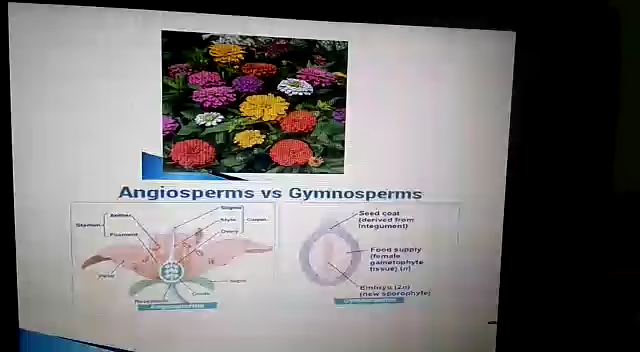 Angiosperms vs Gymnosperms
Stigma
Anther
Style
Carpel
Stamen
Filament
Ovary
Petal
Sepal
Ovule
Receptacle
Seed coat
(derived from
integument)
Food supply
(female
gametophyte
tissue) (n)
Embryo (2n)
(new sporophyte)